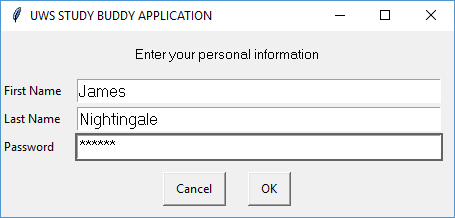 UWS STUDY BUDDY APPLICATION
Enter your personal information
First Name James
Last Name Nightingale
Password ******
Cancel OK